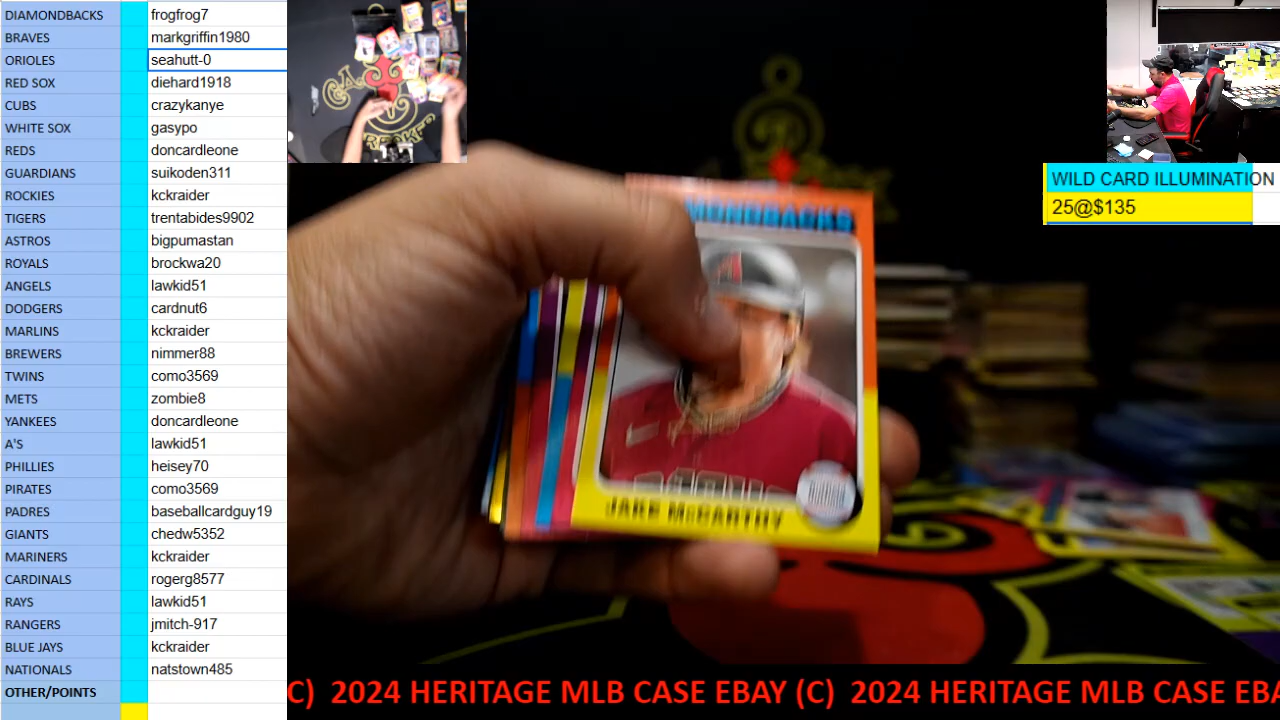 DIAMONDBACKS frogfrog7
BRAVES markgriffin1980
ORIOLES seahutt-0
RED SOX diehard1918
CUBS crazykanye
WHITE SOX gasypo
REDS doncardleone
GUARDIANS suikoden311
ROCKIES kckraider
TIGERS trentabides9902
ASTROS bigpumastan
ROYALS brockwa20
ANGELS lawkid51
DODGERS cardnut6
MARLINS kckraider
BREWERS nimmer88
TWINS como3569
METS zombie8
YANKEES doncardleone
A'S lawkid51
PHILLIES heisey70
PIRATES como3569
PADRES baseballcardguy19
GIANTS chedw5352
MARINERS kckraider
CARDINALS rogerg8577
RAYS lawkid51
RANGERS jmitch-917
BLUE JAYS kckraider
NATIONALS natstown485
OTHER/POINTS
WILD CARD ILLUMINATION
25@$135
JAKE McCARTHY
C) 2024 HERITAGE MLB CASE EBAY (C) 2024 HERITAGE MLB CASE EBA